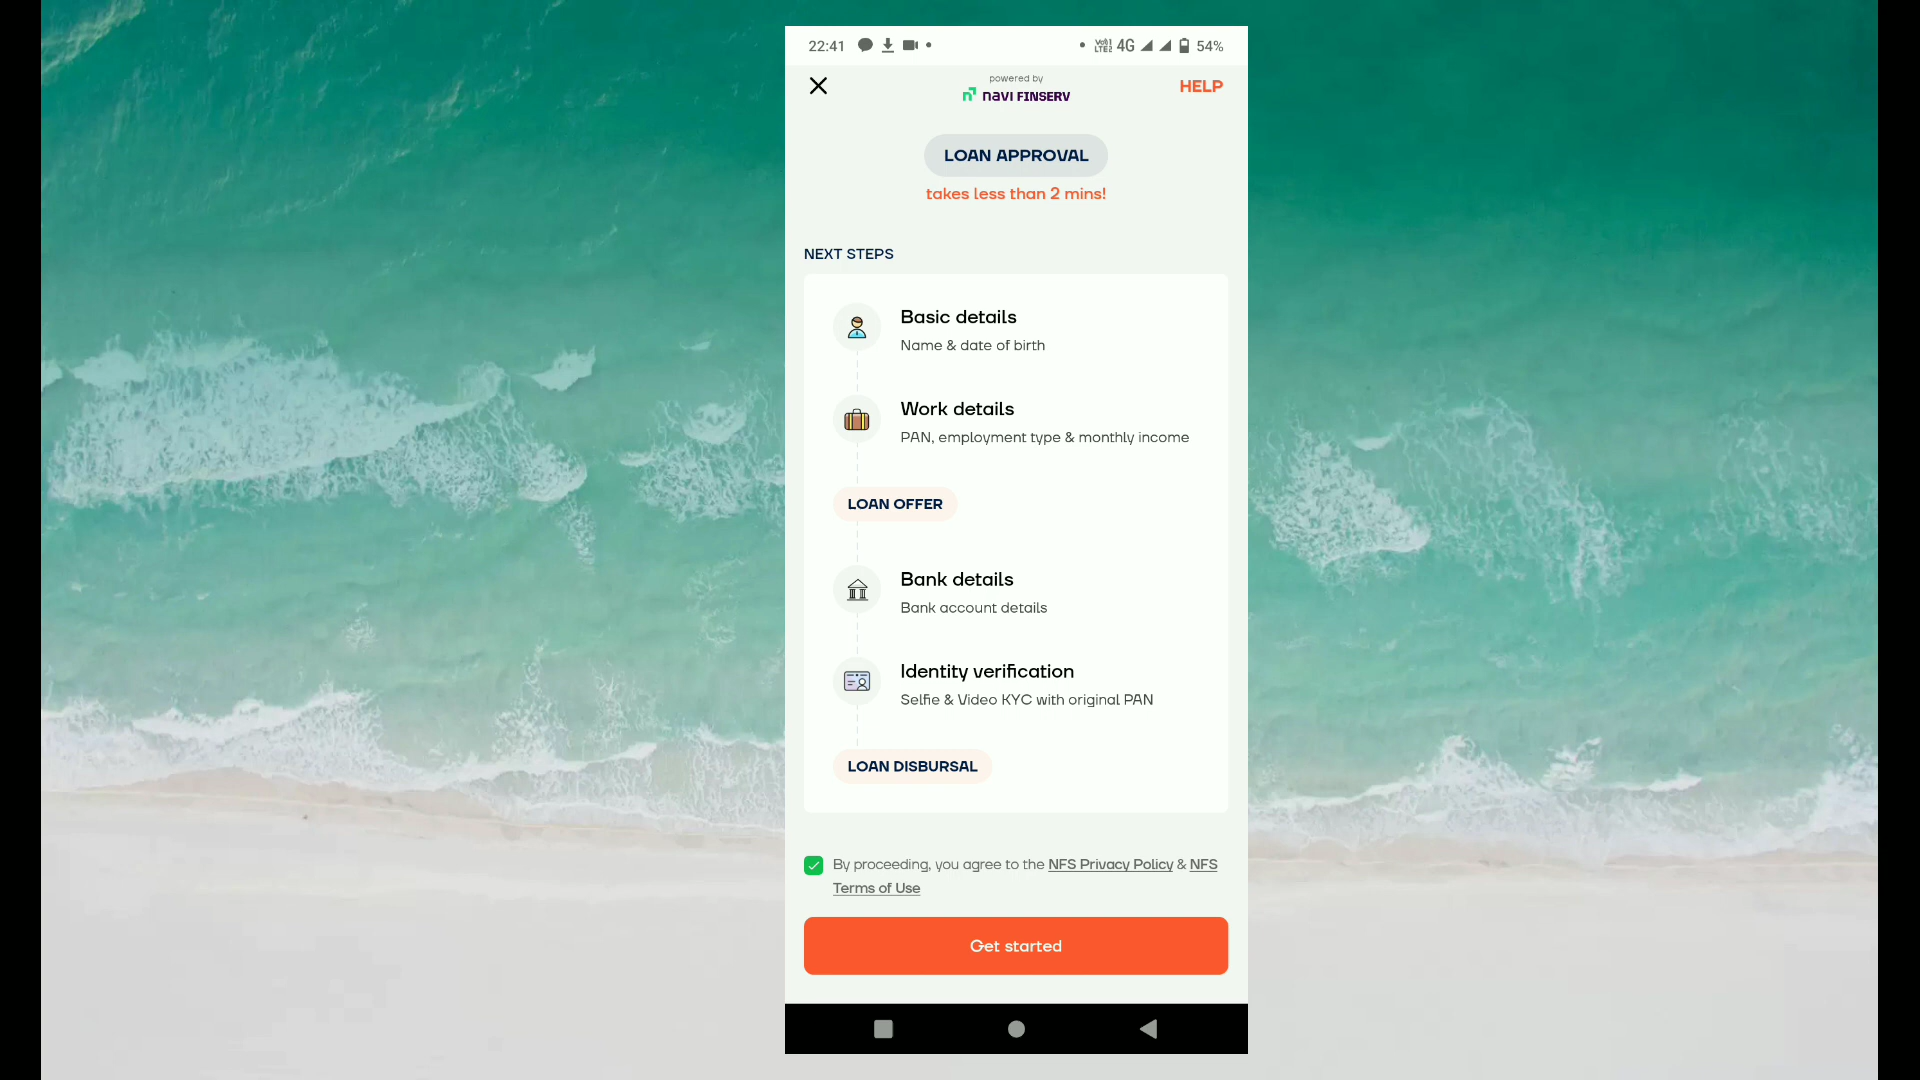 22:41
4G 54%
powered by
navi FINSERV
HELP
LOAN APPROVAL
takes less than 2 mins!
NEXT STEPS
Basic details
Name & date of birth
Work details
PAN, employment type & monthly income
LOAN OFFER
Bank details
Bank account details
Identity verification
Selfie & Video KYC with original PAN
LOAN DISBURSAL
By proceeding, you agree to the NFS Privacy Policy & NFS
Terms of Use
Get started